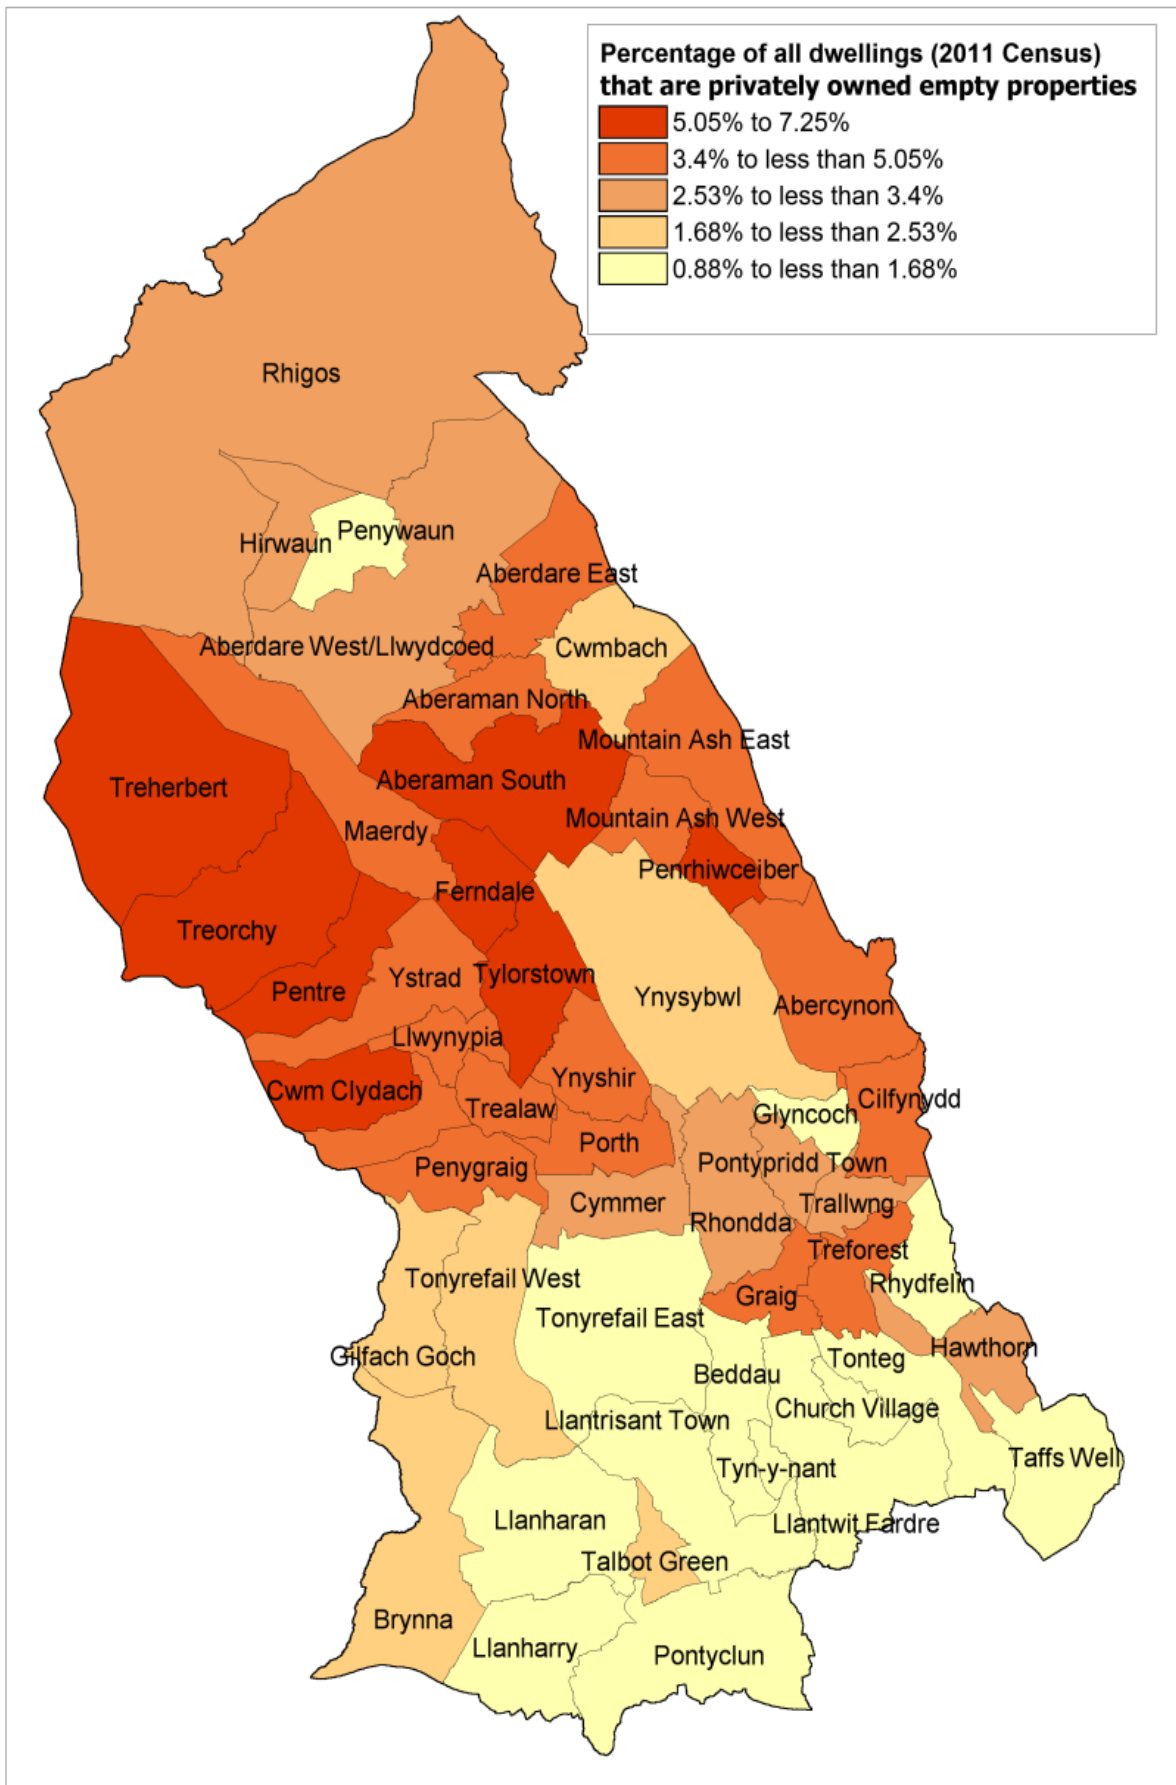 Percentage of all dwellings (2011 Census)
that are privately owned empty properties
5.05% to 7.25%
3.4% to less than 5.05%
2.53% to less than 3.4%
1.68% to less than 2.53%
0.88% to less than 1.68%
Rhigos
Penywaun
Hirwaun
Aberdare East
Aberdare West/Llwydcoed
Cwmbach
Aberaman North
Mountain Ash East
Aberaman South
Treherbert
Mountain Ash West
Maerdy
Penrhiwceiber
Ferndale
Treorchy
Tylorstown
Ystrad
Pentre
Ynysybwl
Abercynon
Llwynypia
Ynyshir
Cwm Clydach
Cilfynydd
Trealaw
Glyncoch
Porth
Pontypridd Town
Penygraig
Cymmer
Trallwng
Rhondda
Treforest
Tonyrefail West
Rhydfelin
Graig
Tonyrefail East
Hawthorn
Gilfach Goch
Tonteg
Beddau
Church Village
Llantrisant Town
Taffs Well
Tyn-y-nant
Llanharan
Llantwit Fardre
Talbot Green
Brynna
Llanharry
Pontyclun